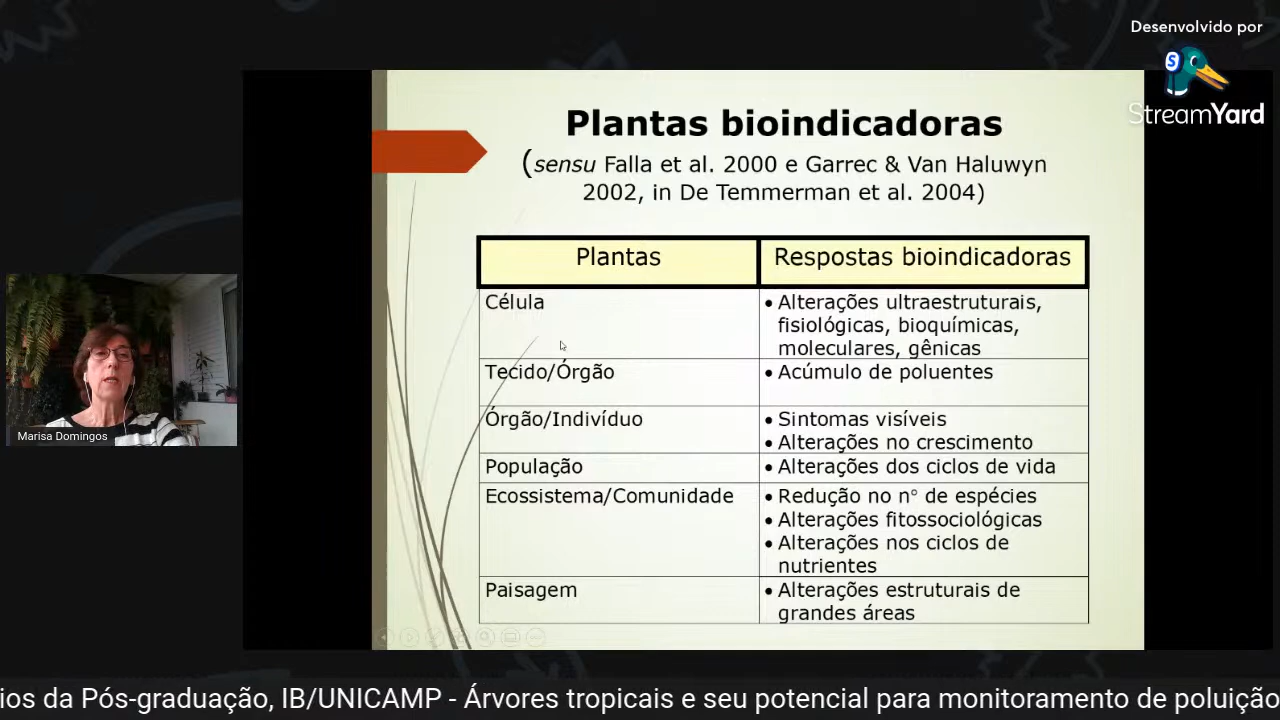 Desenvolvido por
StreamYard
Plantas bioindicadoras
(sensu Falla et al. 2000 e Garrec & Van Haluwyn
2002, in De Temmerman et al. 2004)
Plantas
Respostas bioindicadoras
Célula
• Alterações ultraestruturais,
fisiológicas, bioquímicas,
moleculares, gênicas
Tecido/Órgão
• Acúmulo de poluentes
Órgão/Indivíduo
• Sintomas visíveis
• Alterações no crescimento
População
• Alterações dos ciclos de vida
Ecossistema/Comunidade
• Redução no n° de espécies
• Alterações fitossociológicas
• Alterações nos ciclos de
nutrientes
Paisagem
• Alterações estruturais de
grandes áreas
Marisa Domingos
ios da Pós-graduação, IB/UNICAMP - Árvores tropicais e seu potencial para monitoramento de poluição